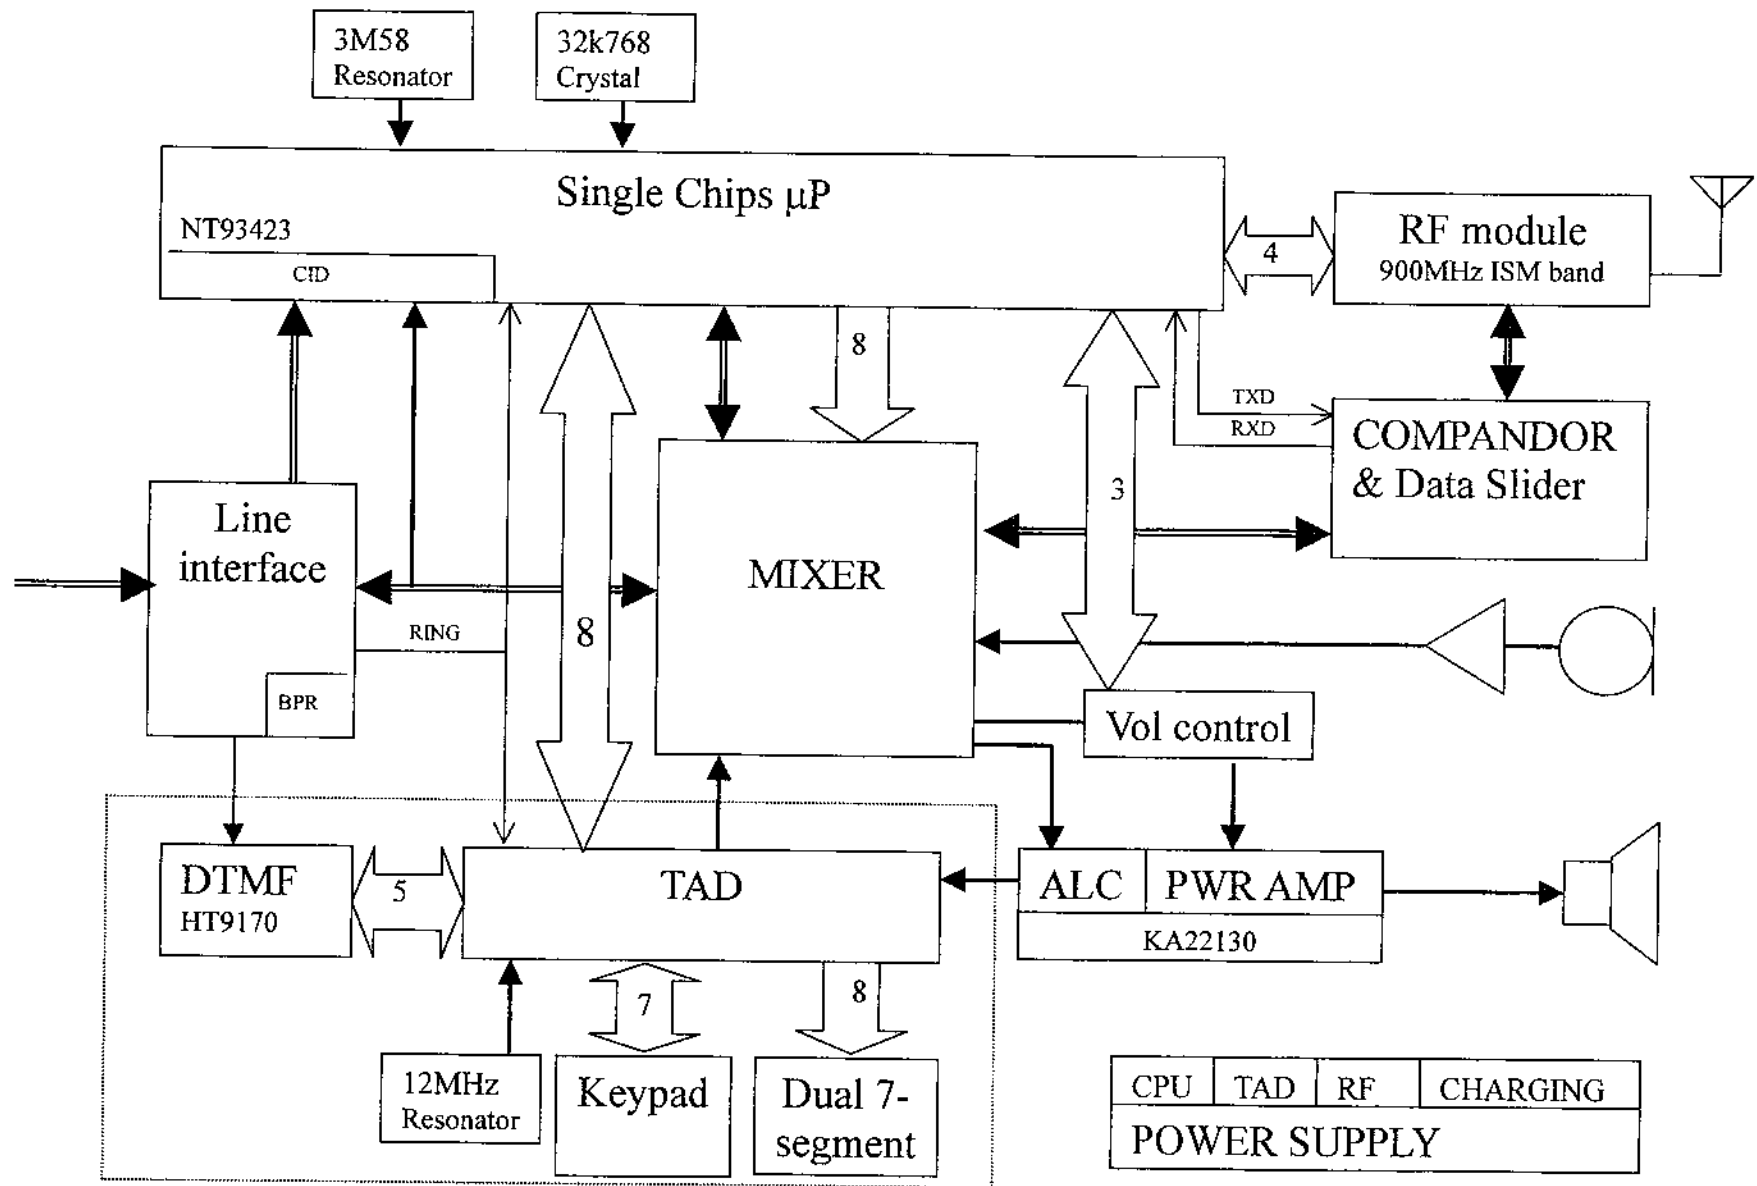 3M58
Resonator
32k768
Crystal
Single Chips µP
NT93423
CID
RF module
900MHz ISM band
4
8
TXD
RXD
COMPANDOR
& Data Slider
3
Line
interface
MIXER
RING
8
BPR
Vol control
DTMF
HT9170
5
TAD
ALC
PWR AMP
KA22130
7
8
12MHz
Resonator
Keypad
Dual 7-
segment
CPU
TAD
RF
CHARGING
POWER SUPPLY